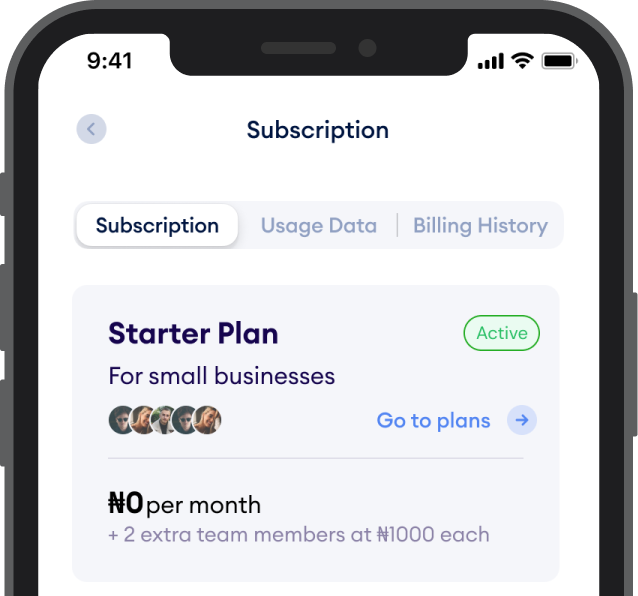 9:41
Subscription
Subscription Usage Data Billing History
Starter Plan Active
For small businesses
Go to plans
₦0 per month
+ 2 extra team members at ₦1000 each